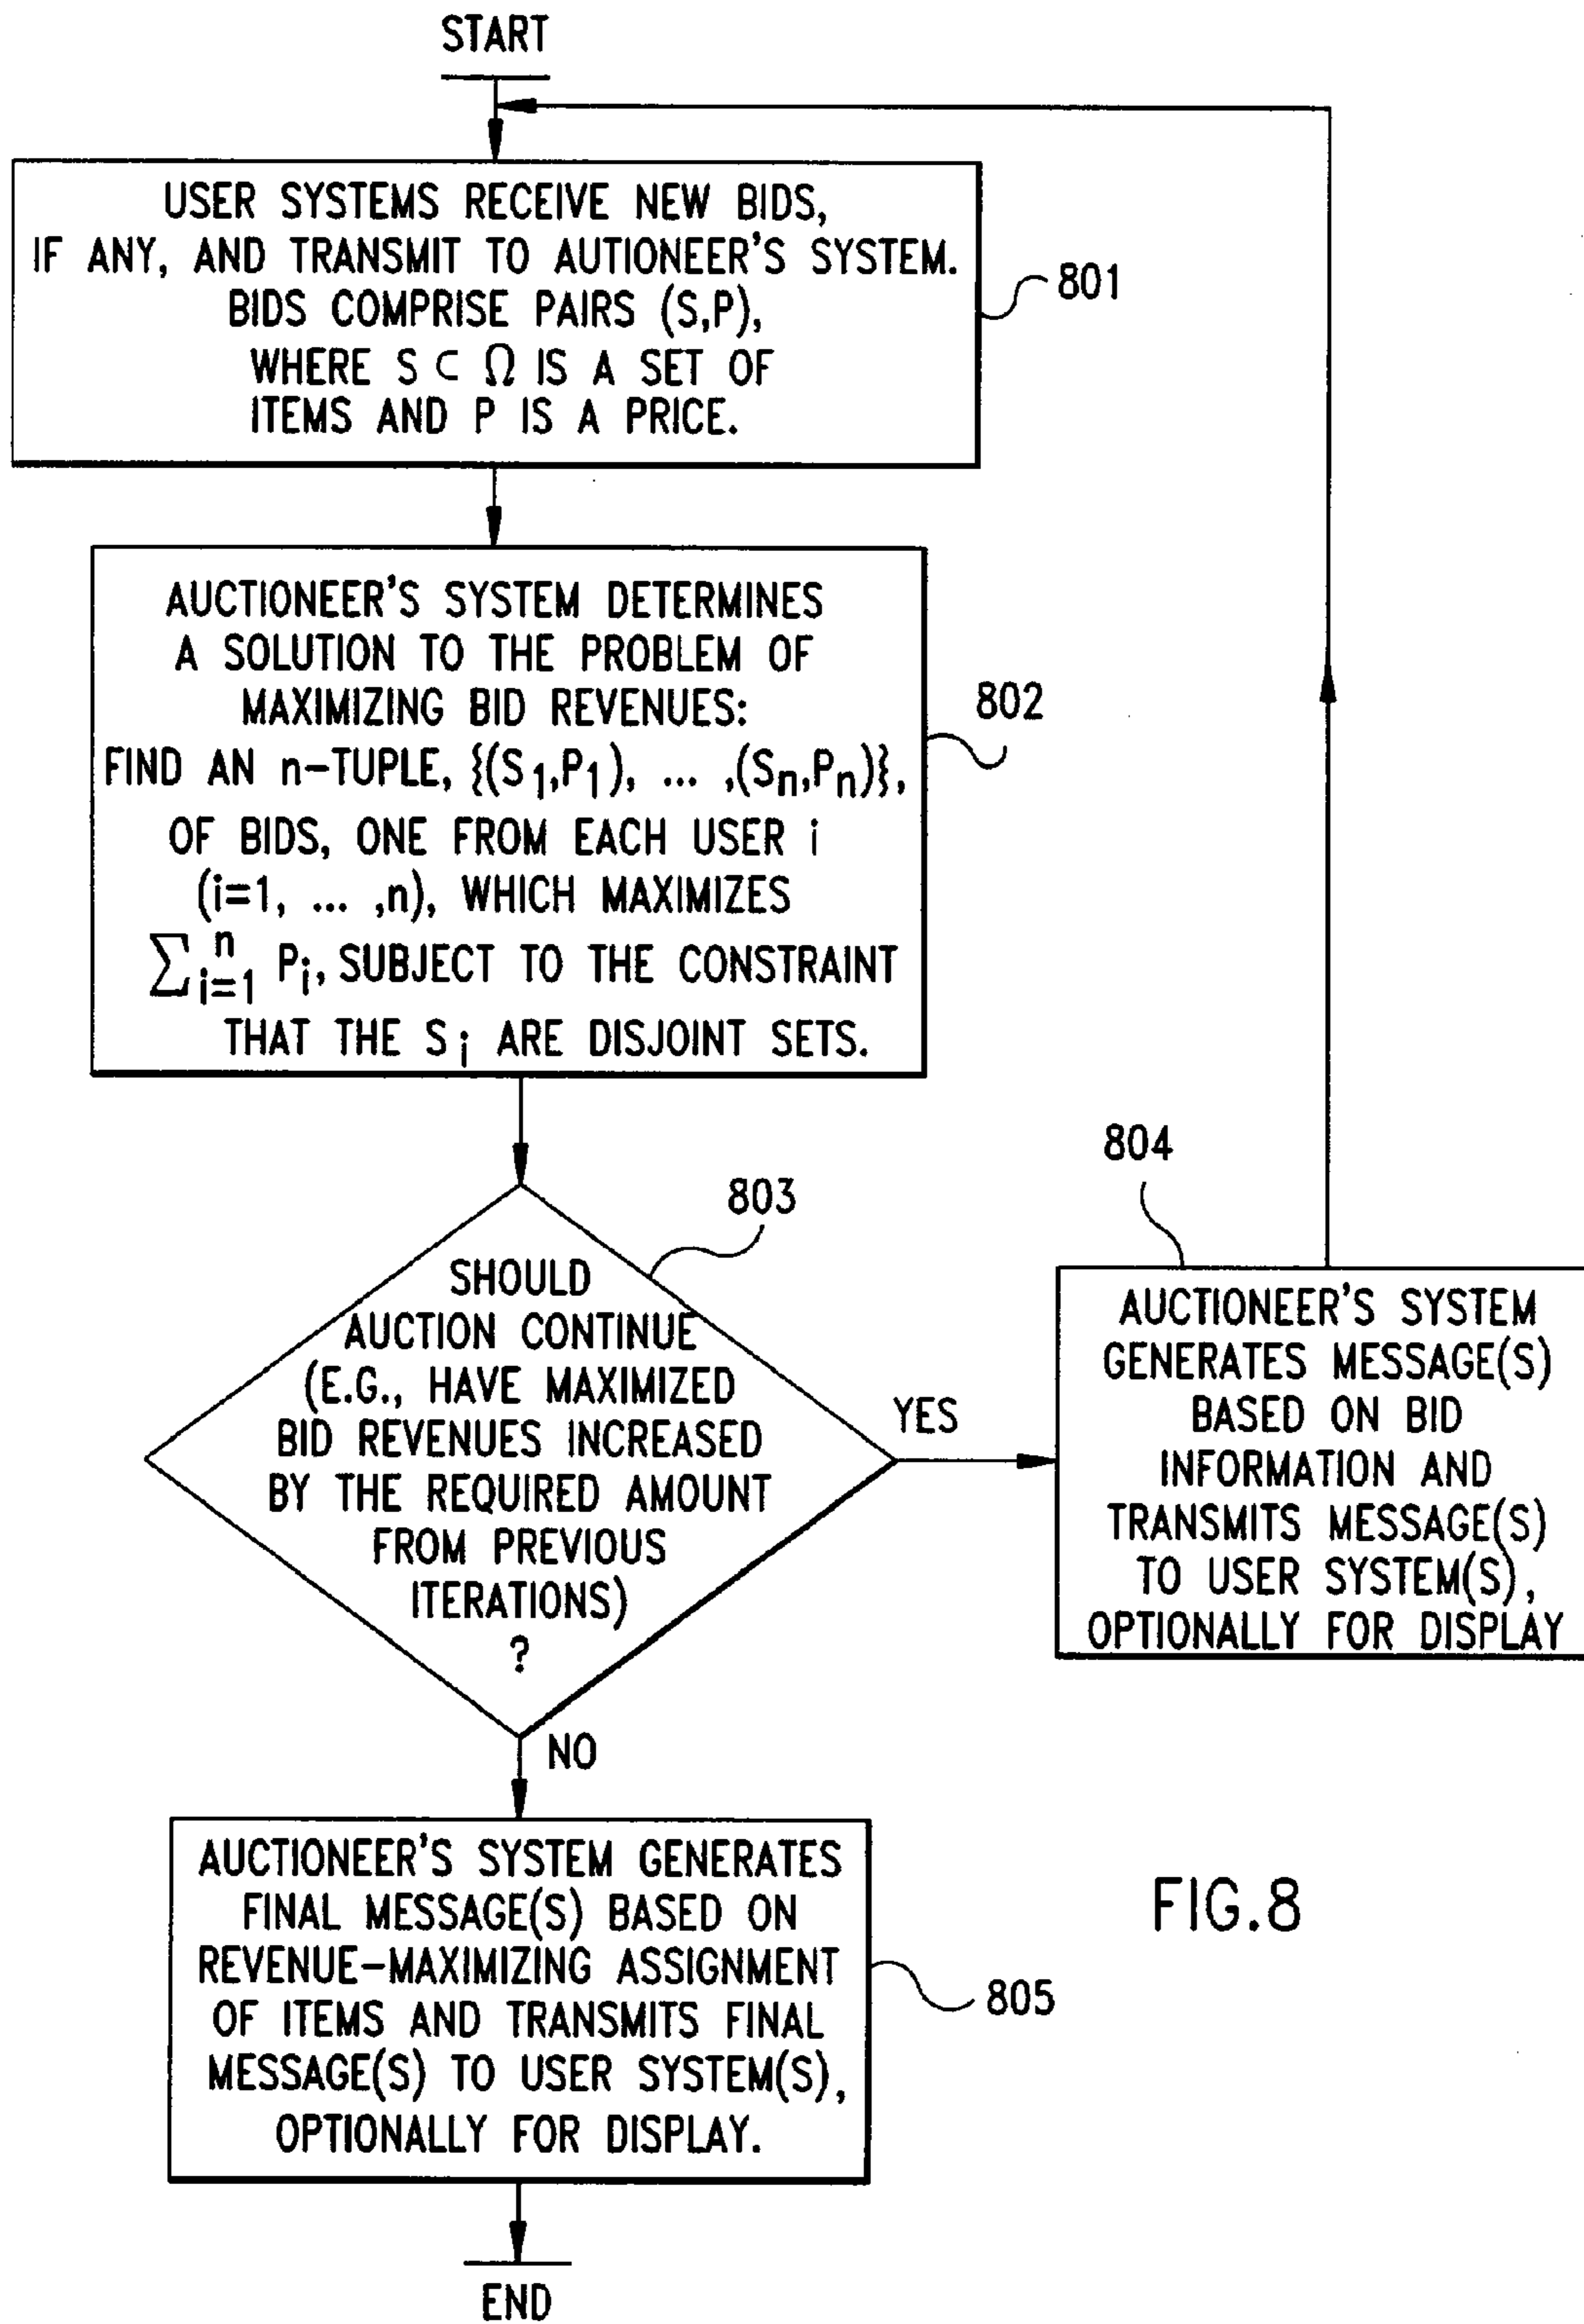 START
USER SYSTEMS RECEIVE NEW BIDS,
IF ANY, AND TRANSMIT TO AUTIONEER'S SYSTEM.
BIDS COMPRISE PAIRS (S,P),
WHERE S ⊂ Ω IS A SET OF
ITEMS AND P IS A PRICE.
801
AUCTIONEER'S SYSTEM DETERMINES
A SOLUTION TO THE PROBLEM OF
MAXIMIZING BID REVENUES:
FIND AN n-TUPLE, {(S₁,P₁), ... ,(Sₙ,Pₙ)},
OF BIDS, ONE FROM EACH USER i
(i=1, ... ,n), WHICH MAXIMIZES
∑ⁿᵢ₌₁ Pᵢ, SUBJECT TO THE CONSTRAINT
THAT THE Sᵢ ARE DISJOINT SETS.
802
803
SHOULD
AUCTION CONTINUE
(E.G., HAVE MAXIMIZED
BID REVENUES INCREASED
BY THE REQUIRED AMOUNT
FROM PREVIOUS
ITERATIONS)
?
YES
NO
804
AUCTIONEER'S SYSTEM
GENERATES MESSAGE(S)
BASED ON BID
INFORMATION AND
TRANSMITS MESSAGE(S)
TO USER SYSTEM(S),
OPTIONALLY FOR DISPLAY
AUCTIONEER'S SYSTEM GENERATES
FINAL MESSAGE(S) BASED ON
REVENUE-MAXIMIZING ASSIGNMENT
OF ITEMS AND TRANSMITS FINAL
MESSAGE(S) TO USER SYSTEM(S),
OPTIONALLY FOR DISPLAY.
805
END
FIG.8